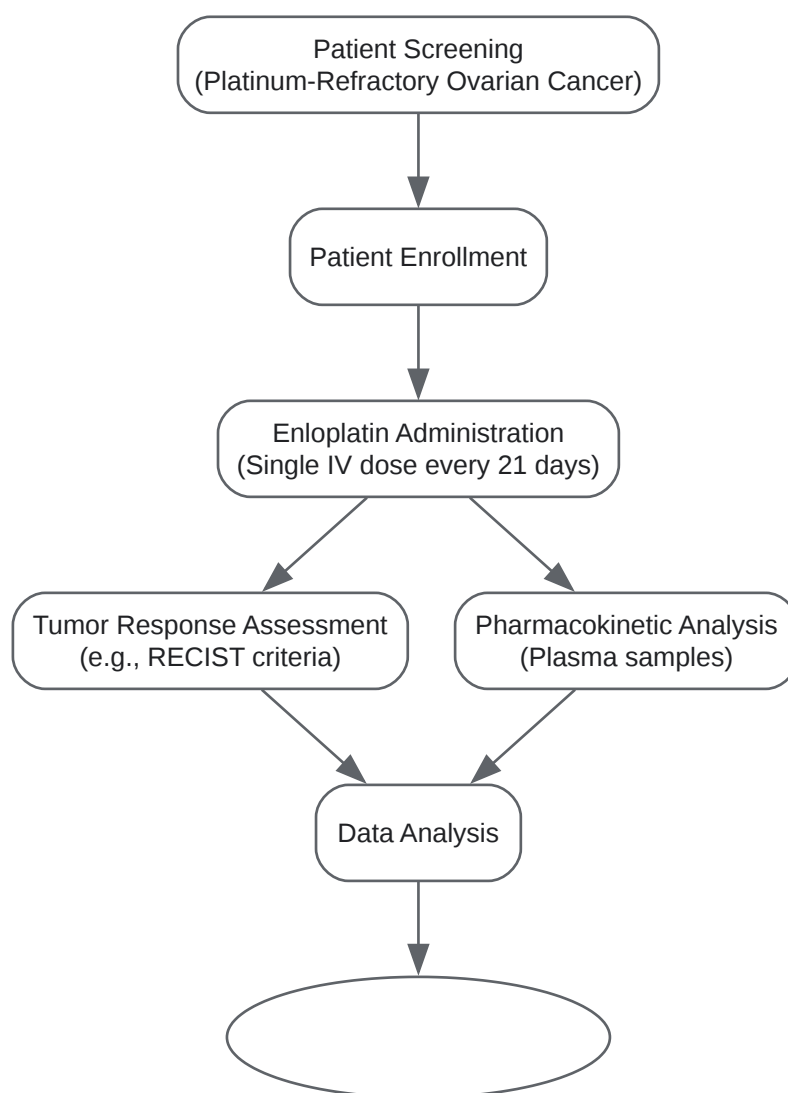 Patient Screening
(Platinum-Refractory Ovarian Cancer)
Patient Enrollment
Enloplatin Administration
(Single IV dose every 21 days)
Tumor Response Assessment
(e.g., RECIST criteria)
Pharmacokinetic Analysis
(Plasma samples)
Data Analysis